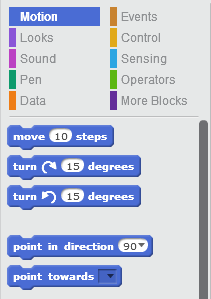 Motion Events
Looks Control
Sound Sensing
Pen Operators
Data More Blocks
move 10 steps
turn 15 degrees
turn 15 degrees
point in direction 90
point towards